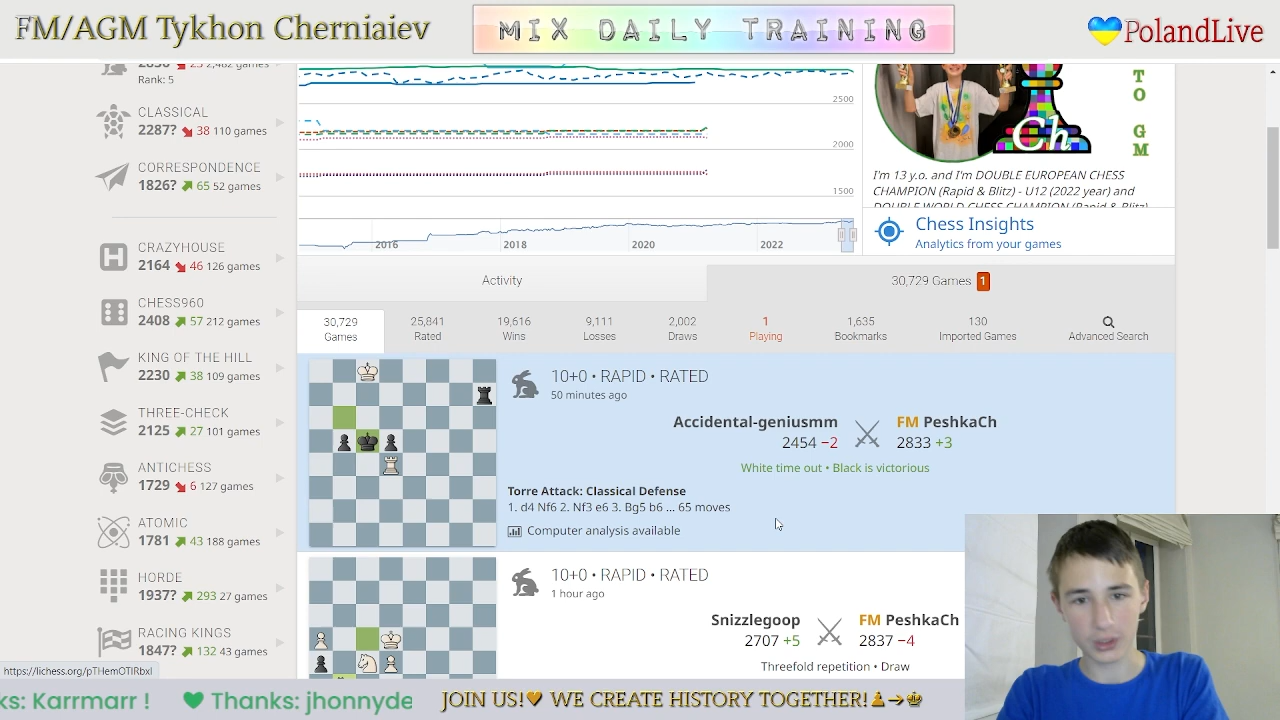 FM/AGM Tykhon Cherniaiev
MIX DAILY TRAINING
PolandLive
Rank: 5
CLASSICAL
2287? 38 110 games
CORRESPONDENCE
1826? 65 52 games
CRAZYHOUSE
2164 46 126 games
CHESS960
2408 57 212 games
KING OF THE HILL
2230 38 109 games
THREE-CHECK
2125 27 101 games
ANTICHESS
1729 6 127 games
ATOMIC
1781 43 188 games
HORDE
1937? 293 27 games
RACING KINGS
1847? 132 43 games
https://lichess.org/pTHemOTIRbxl
2500
2000
1500
2016 2018 2020 2022
TO
GM
Ch
I'm 13 y.o. and I'm DOUBLE EUROPEAN CHESS
CHAMPION (Rapid & Blitz) - U12 (2022 year) and
DOUBLE WORLD CHESS CHAMPION (Rapid & Blitz)
Chess Insights
Analytics from your games
Activity
30,729 Games 1
30,729 Games
25,841 Rated
19,616 Wins
9,111 Losses
2,002 Draws
1 Playing
1,635 Bookmarks
130 Imported Games
Advanced Search
10+0 • RAPID • RATED
50 minutes ago
Accidental-geniusmm FM PeshkaCh
2454 −2 2833 +3
White time out • Black is victorious
Torre Attack: Classical Defense
1. d4 Nf6 2. Nf3 e6 3. Bg5 b6 ... 65 moves
Computer analysis available
10+0 • RAPID • RATED
1 hour ago
Snizzlegoop FM PeshkaCh
2707 +5 2837 −4
Threefold repetition • Draw
ks: Karrmarr ! Thanks: jhonnyde
JOIN US! WE CREATE HISTORY TOGETHER!